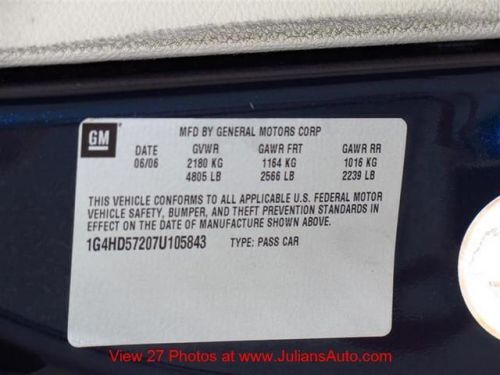 GM
MFD BY GENERAL MOTORS CORP
DATE GVWR GAWR FRT GAWR RR
06/06 2180 KG 1164 KG 1016 KG
4805 LB 2566 LB 2239 LB
THIS VEHICLE CONFORMS TO ALL APPLICABLE U.S. FEDERAL MOTOR
VEHICLE SAFETY, BUMPER, AND THEFT PREVENTION STANDARDS IN
EFFECT ON THE DATE OF MANUFACTURE SHOWN ABOVE.
1G4HD57207U105843 TYPE: PASS CAR
View 27 Photos at www.JuliansAuto.com